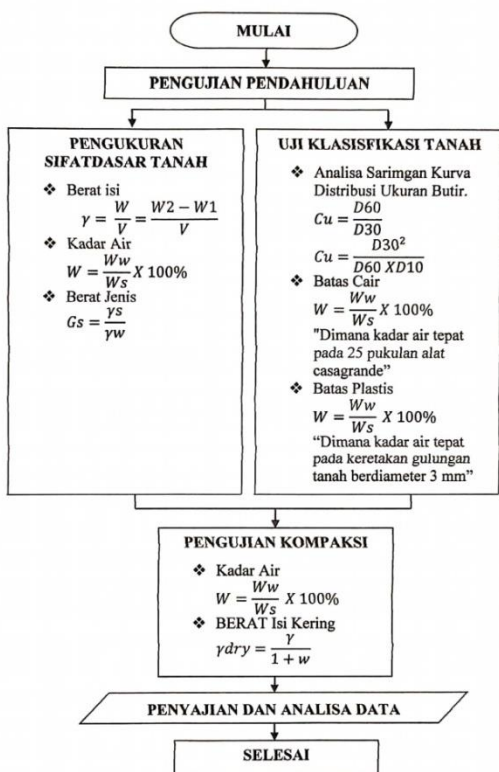 MULAI
PENGUJIAN PENDAHULUAN
PENGUKURAN
SIFATDASAR TANAH
❖ Berat isi
γ = W/V = W2 − W1/V
❖ Kadar Air
W = Ww/Ws X 100%
❖ Berat Jenis
Gs = γs/γw
UJI KLASISFIKASI TANAH
❖ Analisa Sarimgan Kurva
Distribusi Ukuran Butir.
Cu = D60/D30
Cu = D30²/D60 XD10
❖ Batas Cair
W = Ww/Ws X 100%
"Dimana kadar air tepat
pada 25 pukulan alat
casagrande”
❖ Batas Plastis
W = Ww/Ws X 100%
“Dimana kadar air tepat
pada keretakan gulungan
tanah berdiameter 3 mm”
PENGUJIAN KOMPAKSI
❖ Kadar Air
W = Ww/Ws X 100%
❖ BERAT Isi Kering
γdry = γ/1 + w
PENYAJIAN DAN ANALISA DATA
SELESAI